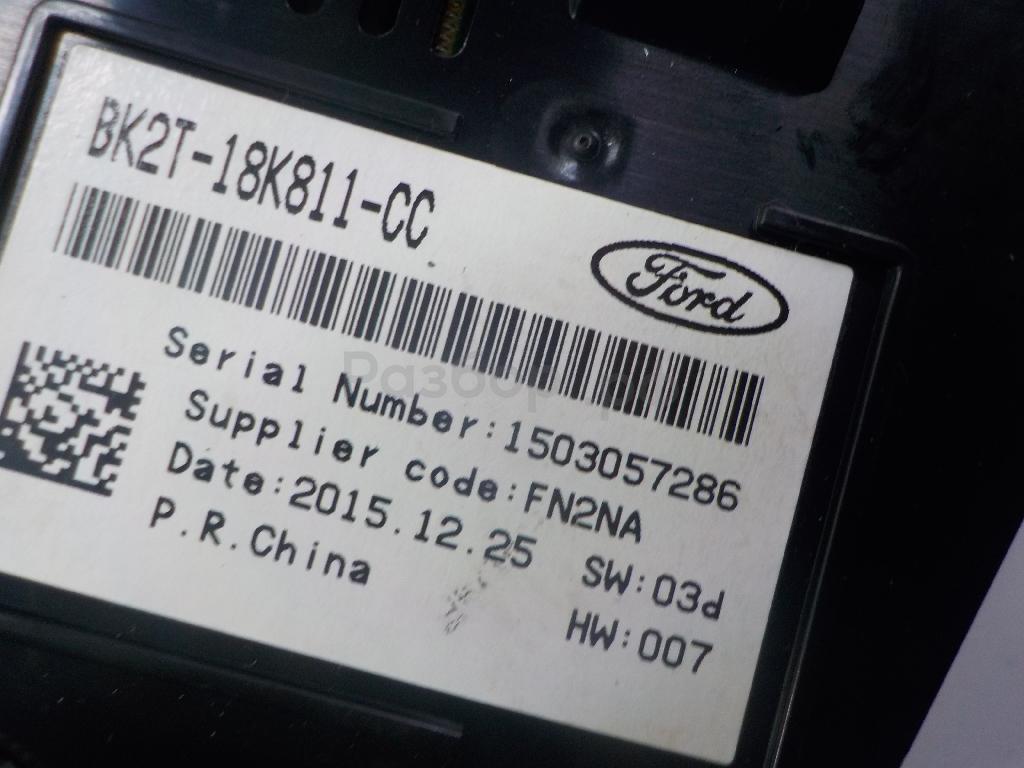 BK2T-18K811-CC
Ford
Serial Number:1503057286
Supplier code:FN2NA
Date:2015.12.25
SW:03d
P.R.China
HW:007